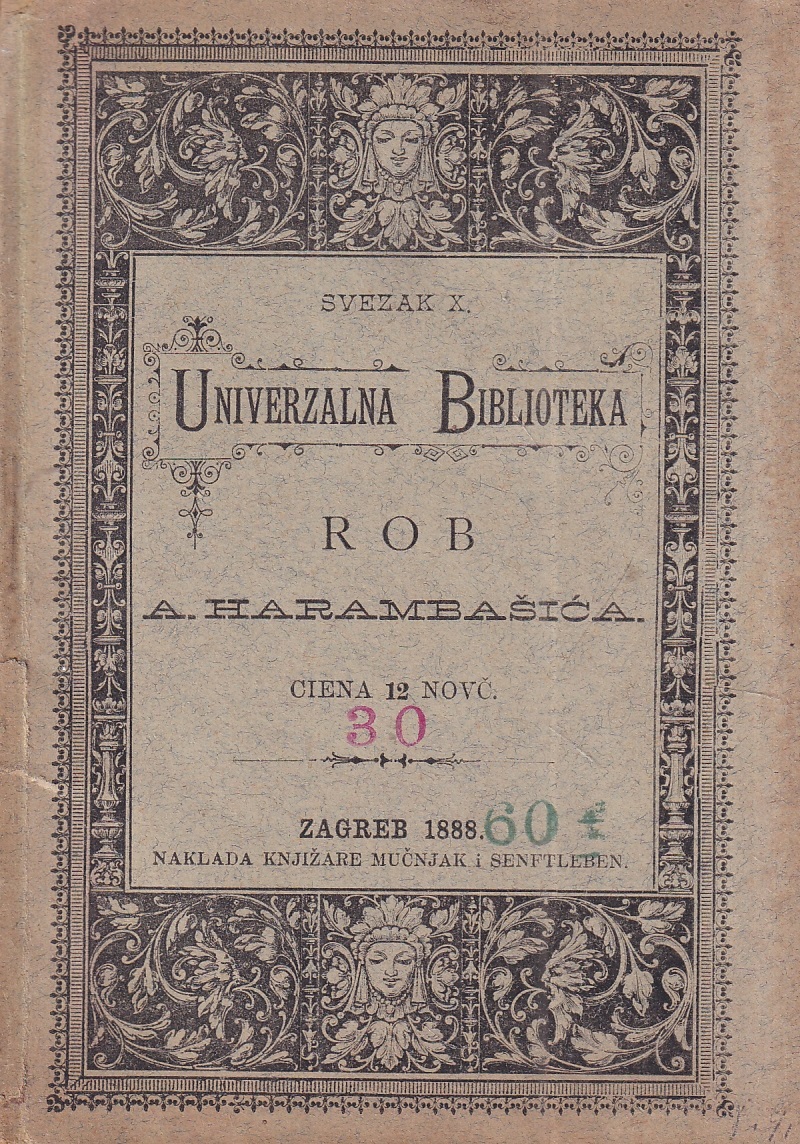 SVEZAK X.
UNIVERZALNA BIBLIOTEKA
ROB
A. HARAMBAŠIĆA.
CIENA 12 NOVČ.
30
ZAGREB 1888. 60
NAKLADA KNJIŽARE MUČNJAK i SENFTLEBEN.